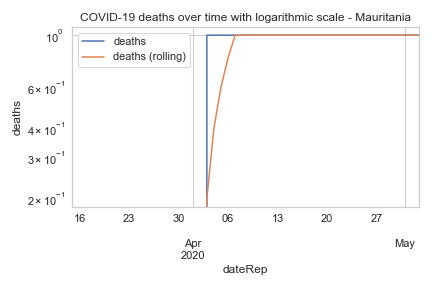 COVID-19 deaths over time with logarithmic scale - Mauritania
deaths
deaths (rolling)
10⁰
6 × 10⁻¹
4 × 10⁻¹
3 × 10⁻¹
2 × 10⁻¹
deaths
16 23 30 06 13 20 27
Apr May
2020
dateRep